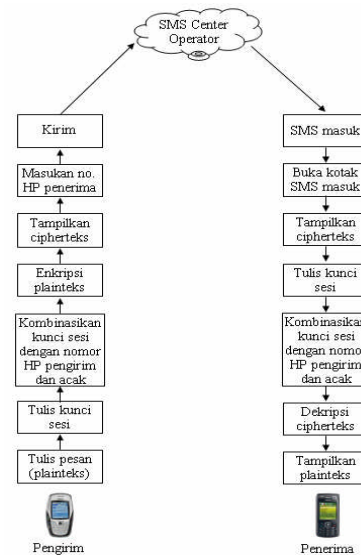 SMS Center
Operator
Kirim
Masukan no.
HP penerima
Tampilkan
cipherteks
Enkripsi
plainteks
Kombinasikan
kunci sesi
dengan nomor
HP pengirim
dan acak
Tulis kunci
sesi
Tulis pesan
(plainteks)
Pengirim
SMS masuk
Buka kotak
SMS masuk
Tampilkan
cipherteks
Tulis kunci
sesi
Kombinasikan
kunci sesi
dengan nomor
HP pengirim
dan acak
Dekripsi
cipherteks
Tampilkan
plainteks
Penerima